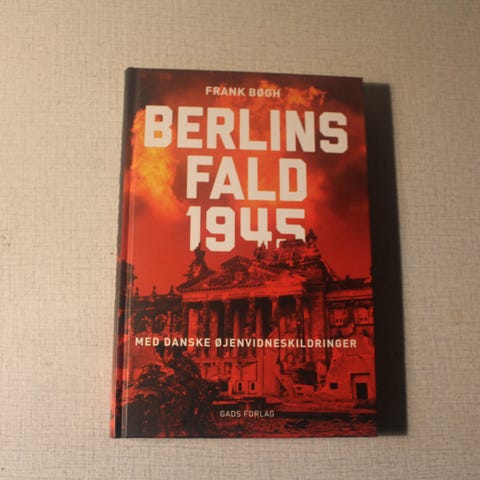 FRANK BØGH
BERLINS
FALD
1945
MED DANSKE ØJENVIDNESKILDRINGER
GADS FORLAG